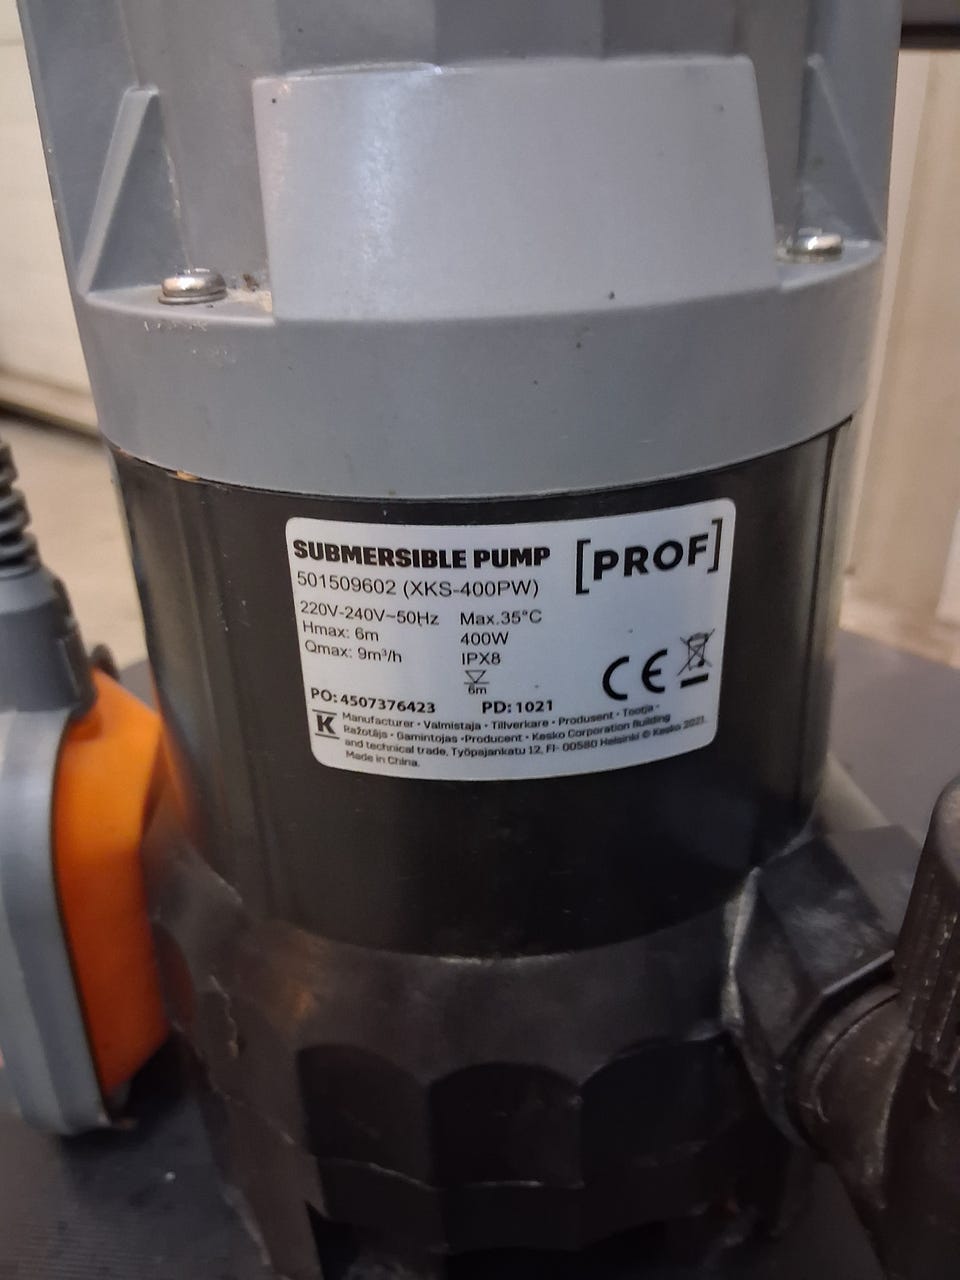 SUBMERSIBLE PUMP
[PROF]
501509602 (XKS-400PW)
220V-240V~50Hz Max.35°C
Hmax: 6m 400W
Qmax: 9m³/h IPX8
6m
CE
PO:4507376423 PD:1021
K
Manufacturer · Valmistaja · Tillverkare · Produsent · Tootja ·
Ražotājs · Gamintojas ·Producent · Kesko Corporation Building
and technical trade, Työpajankatu 12, FI- 00580 Helsinki © Kesko 2021.
Made in China.